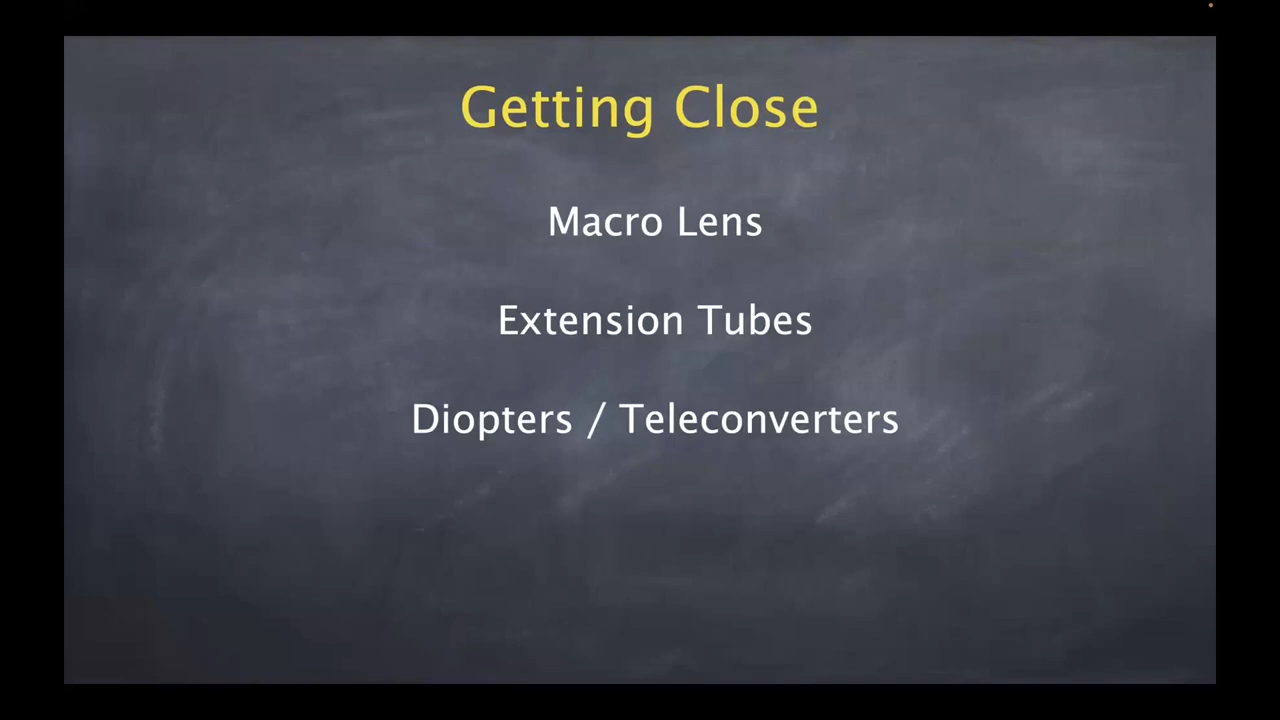 Getting Close
Macro Lens
Extension Tubes
Diopters / Teleconverters